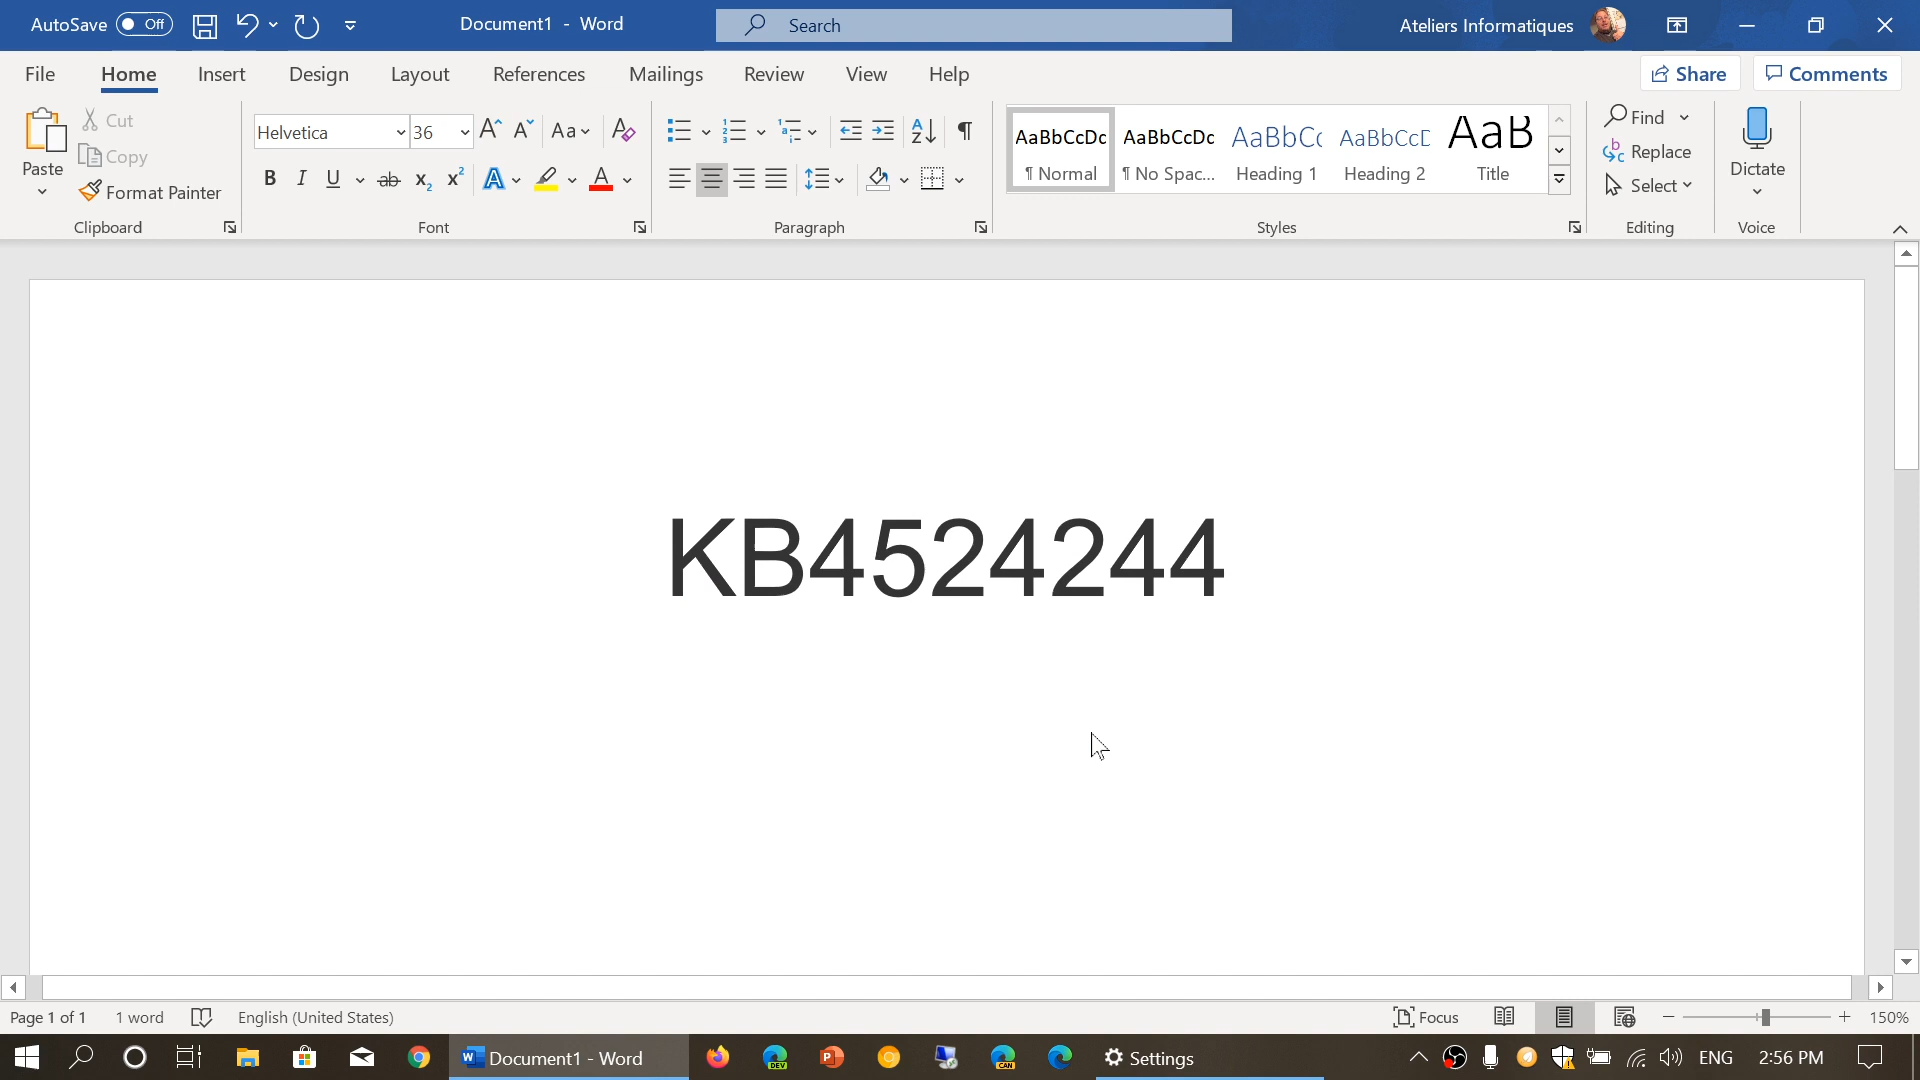 AutoSave Off Document1 - Word Search Ateliers Informatiques
File Home Insert Design Layout References Mailings Review View Help Share Comments
Paste Cut Copy Format Painter Clipboard
Helvetica 36 Font
Paragraph
AaBbCcDc ¶ Normal AaBbCcDc ¶ No Spac... AaBbCc Heading 1 AaBbCcD Heading 2 AaB Title Styles
Find Replace Select Editing
Dictate Voice
KB4524244
Page 1 of 1 1 word English (United States) Focus 150%
Document1 - Word DEV CAN Settings ENG 2:56 PM